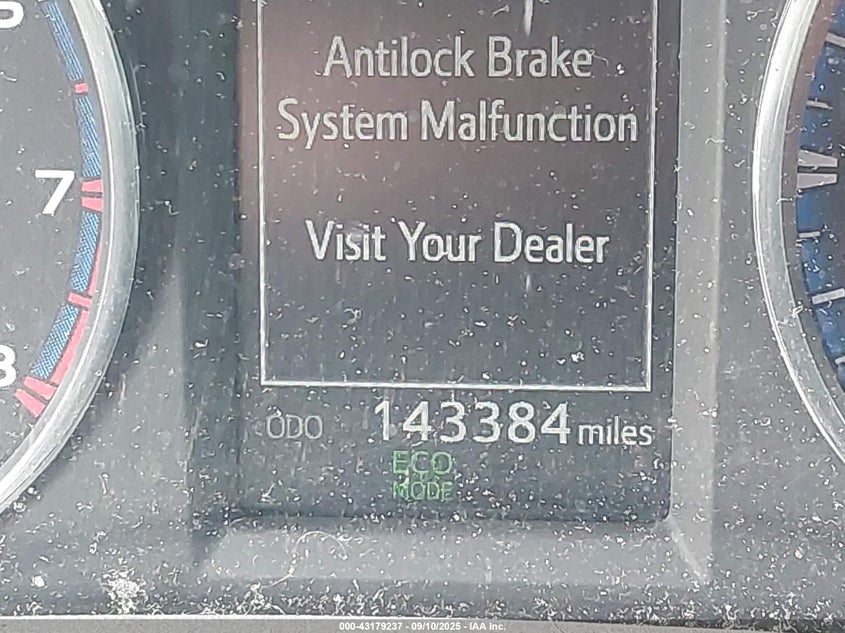 Antilock Brake
System Malfunction
7
Visit Your Dealer
8
ODO 143384 miles
ECO
MODE
000-43179237 - 09/10/2025 - IAA Inc.